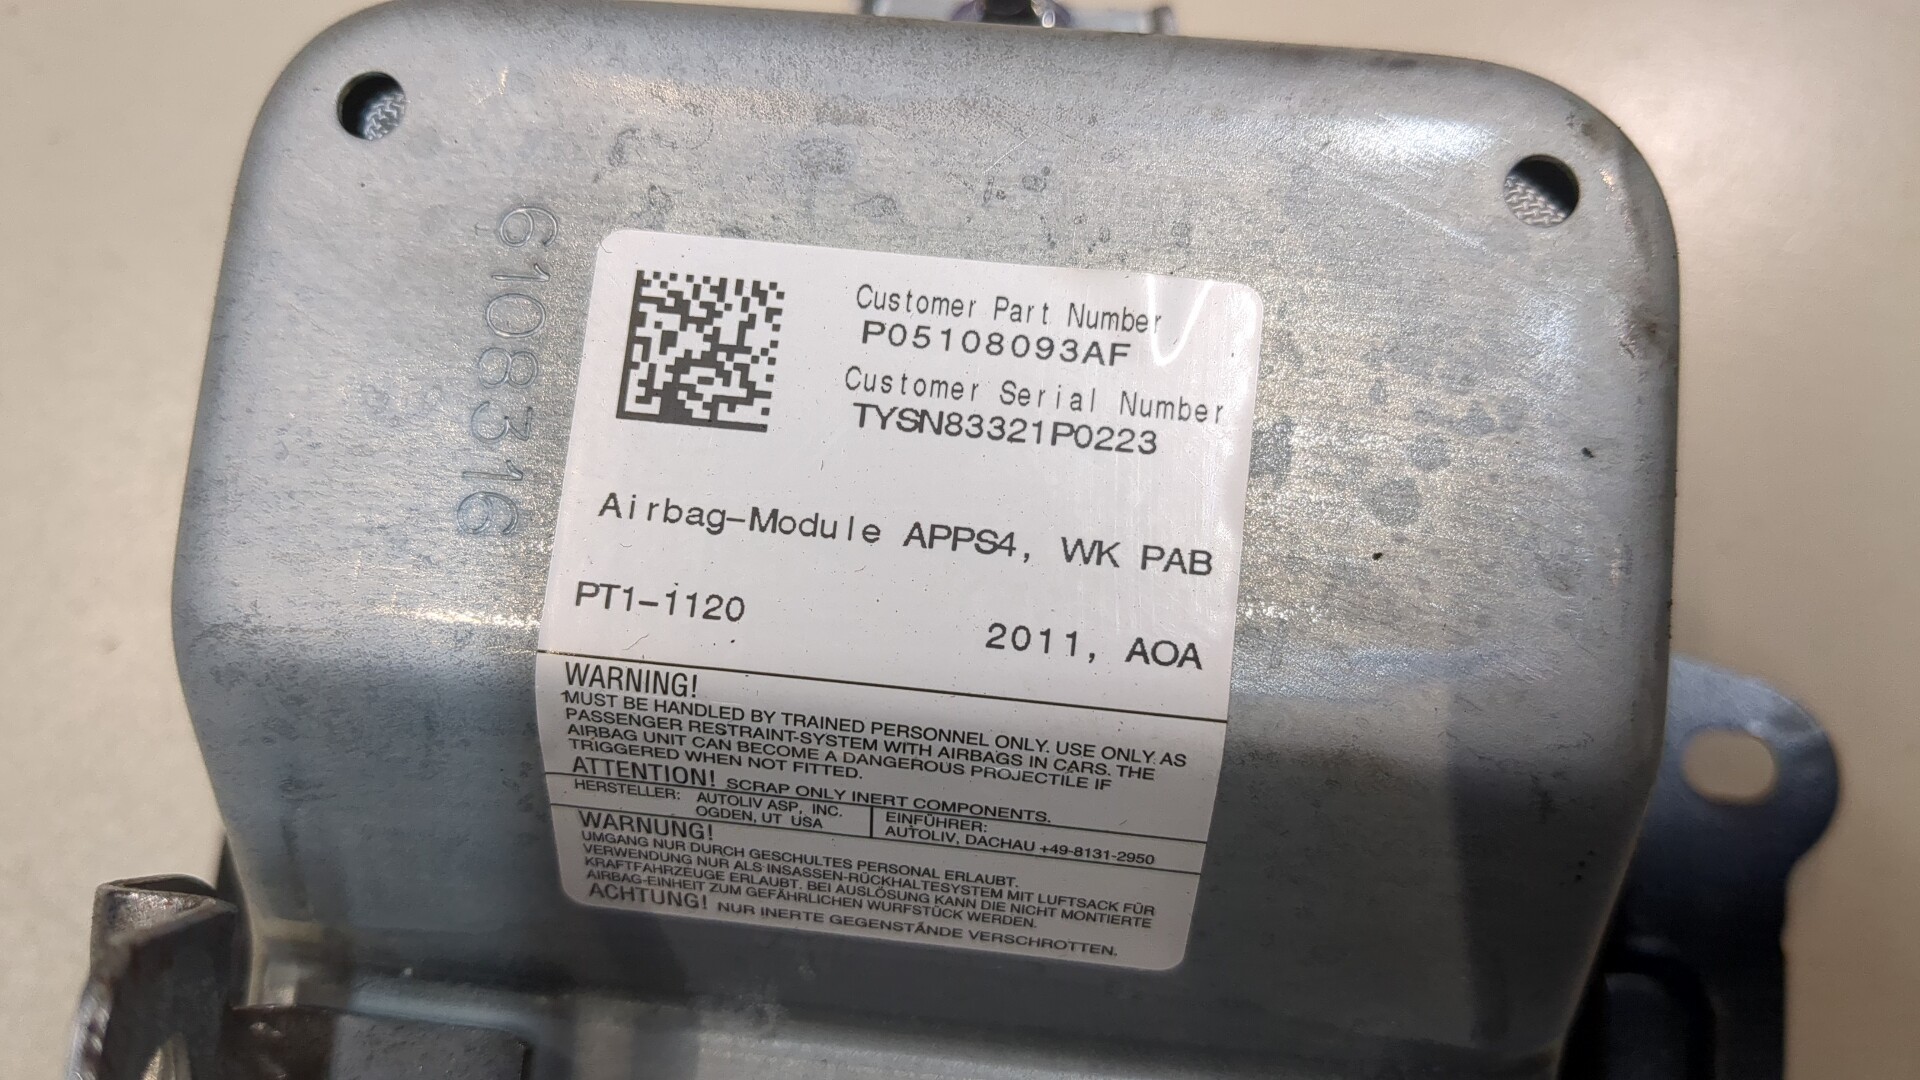 6108316
Customer Part Number
P05108093AF
Customer Serial Number
TYSN83321P0223
Airbag-Module APPS4, WK PAB
PT1-1120
2011, AOA
WARNING!
MUST BE HANDLED BY TRAINED PERSONNEL ONLY. USE ONLY AS
PASSENGER RESTRAINT-SYSTEM WITH AIRBAGS IN CARS. THE
AIRBAG UNIT CAN BECOME A DANGEROUS PROJECTILE IF
TRIGGERED WHEN NOT FITTED.
ATTENTION! SCRAP ONLY INERT COMPONENTS.
HERSTELLER: AUTOLIV ASP, INC.
OGDEN, UT USA
EINFÜHRER:
AUTOLIV, DACHAU +49-8131-2950
WARNUNG!
UMGANG NUR DURCH GESCHULTES PERSONAL ERLAUBT.
VERWENDUNG NUR ALS INSASSEN-RÜCKHALTESYSTEM MIT LUFTSACK FÜR
KRAFTFAHRZEUGE ERLAUBT. BEI AUSLÖSUNG KANN DIE NICHT MONTIERTE
AIRBAG-EINHEIT ZUM GEFÄHRLICHEN WURFSTÜCK WERDEN.
ACHTUNG! NUR INERTE GEGENSTÄNDE VERSCHROTTEN.